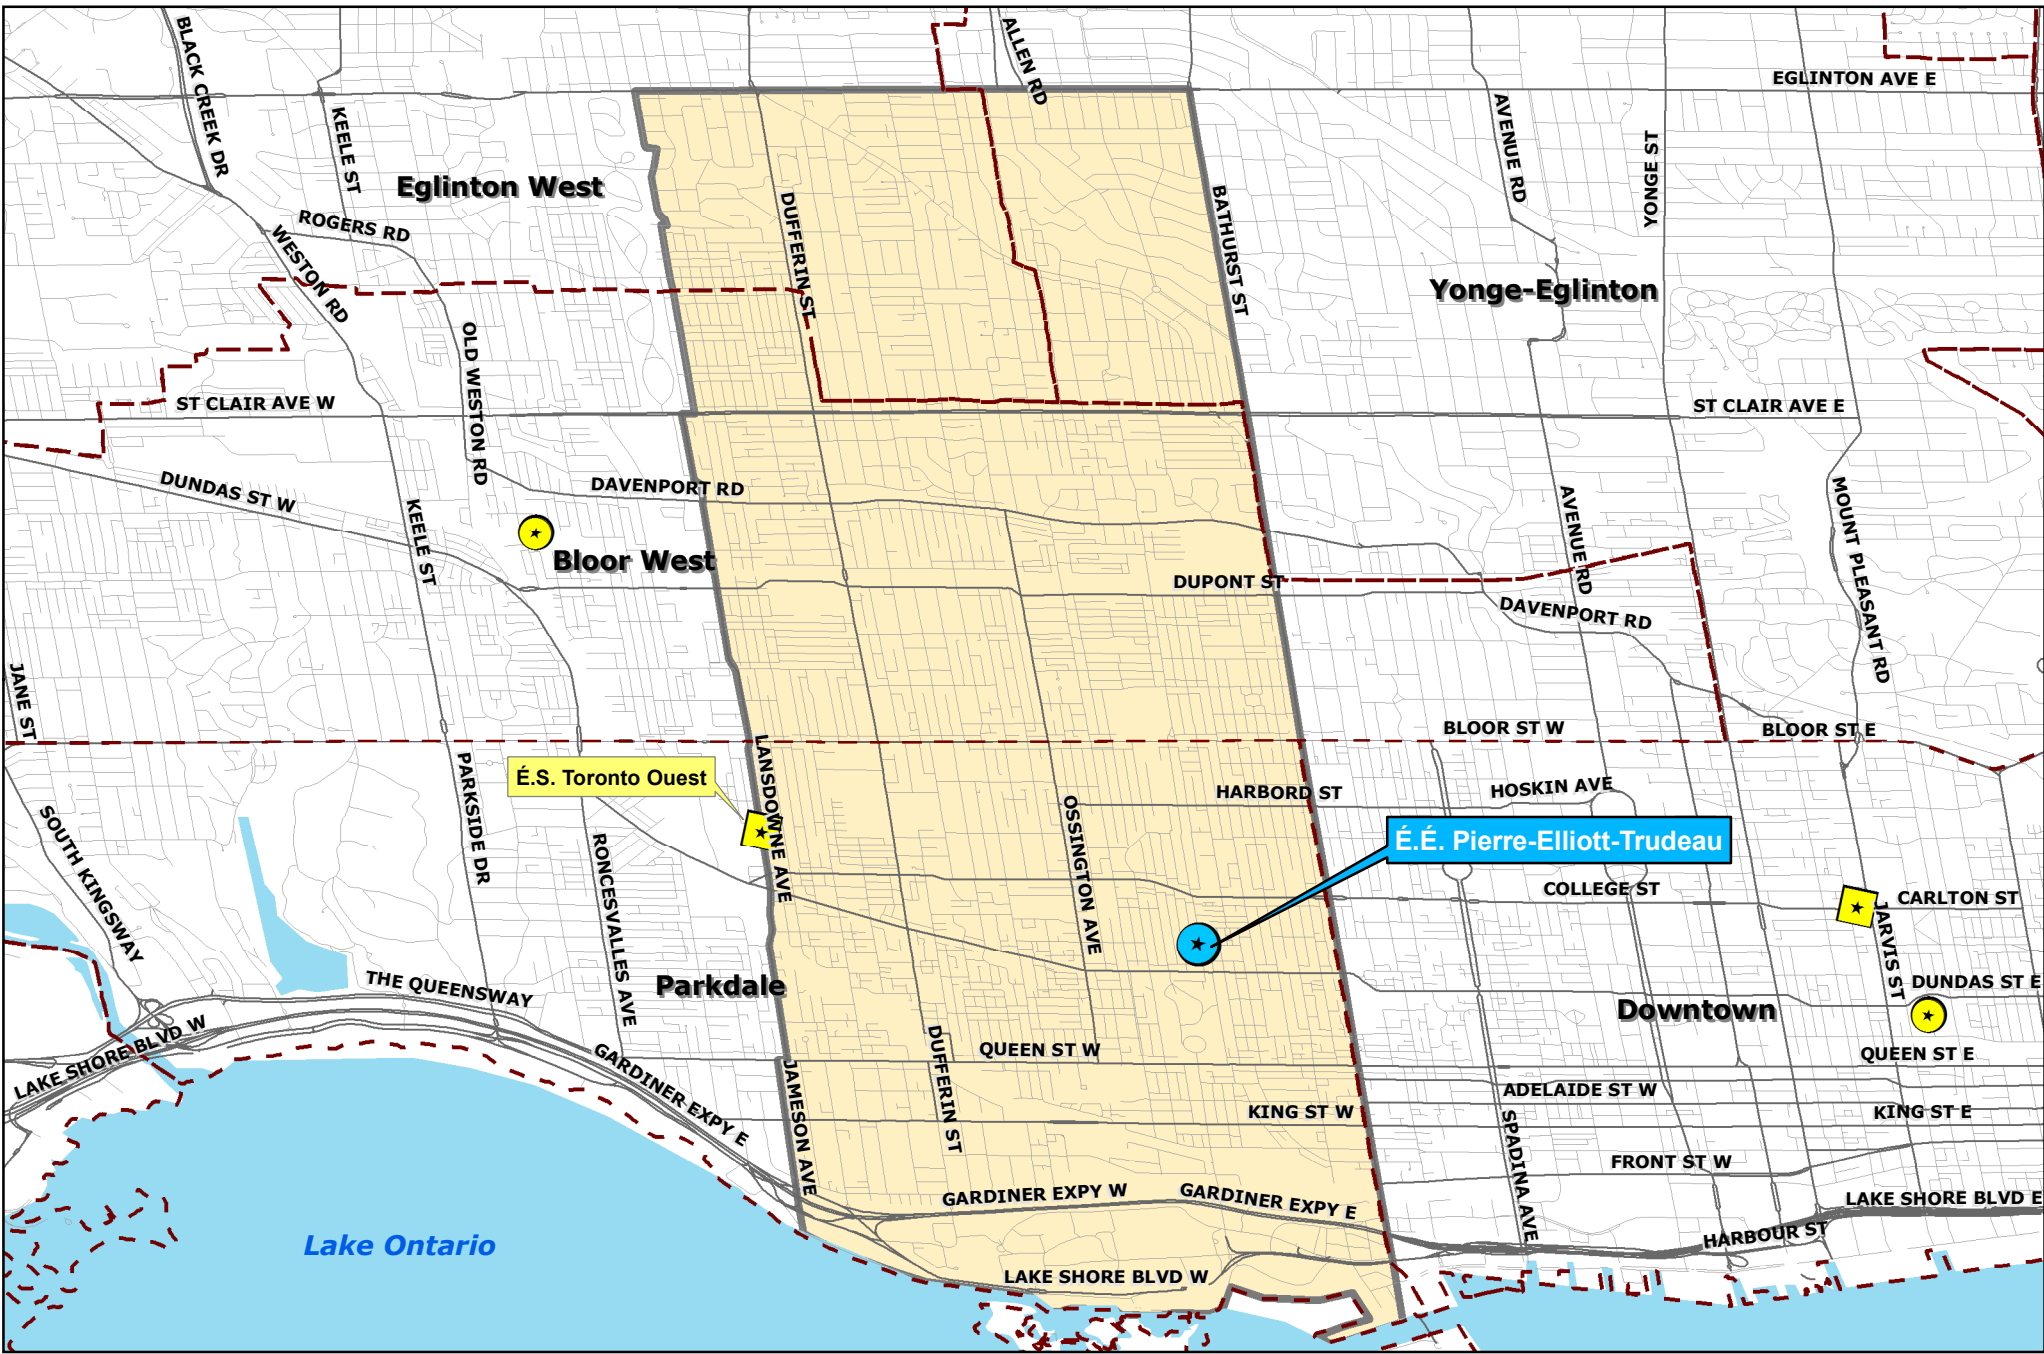 BLACK CREEK DR
KEELE ST
ALLEN RD
AVENUE RD
YONGE ST
EGLINTON AVE E
Eglinton West
ROGERS RD
WESTON RD
DUFFERIN ST
BATHURST ST
Yonge-Eglinton
OLD WESTON RD
ST CLAIR AVE W
ST CLAIR AVE E
DUNDAS ST W
KEELE ST
DAVENPORT RD
Bloor West
AVENUE RD
MOUNT PLEASANT RD
DUPONT ST
DAVENPORT RD
JANE ST
BLOOR ST W
BLOOR ST E
LANSDOWNE AVE
PARKSIDE DR
É.S. Toronto Ouest
HARBORD ST
HOSKIN AVE
SOUTH KINGSWAY
RONCESVALLES AVE
OSSINGTON AVE
É.É. Pierre-Elliott-Trudeau
COLLEGE ST
CARLTON ST
JARVIS ST
THE QUEENSWAY
Parkdale
DUNDAS ST E
Downtown
LAKE SHORE BLVD W
GARDINER EXPY E
JAMESON AVE
DUFFERIN ST
QUEEN ST W
QUEEN ST E
ADELAIDE ST W
KING ST W
KING ST E
SPADINA AVE
FRONT ST W
GARDINER EXPY W
GARDINER EXPY E
LAKE SHORE BLVD E
HARBOUR ST
Lake Ontario
LAKE SHORE BLVD W